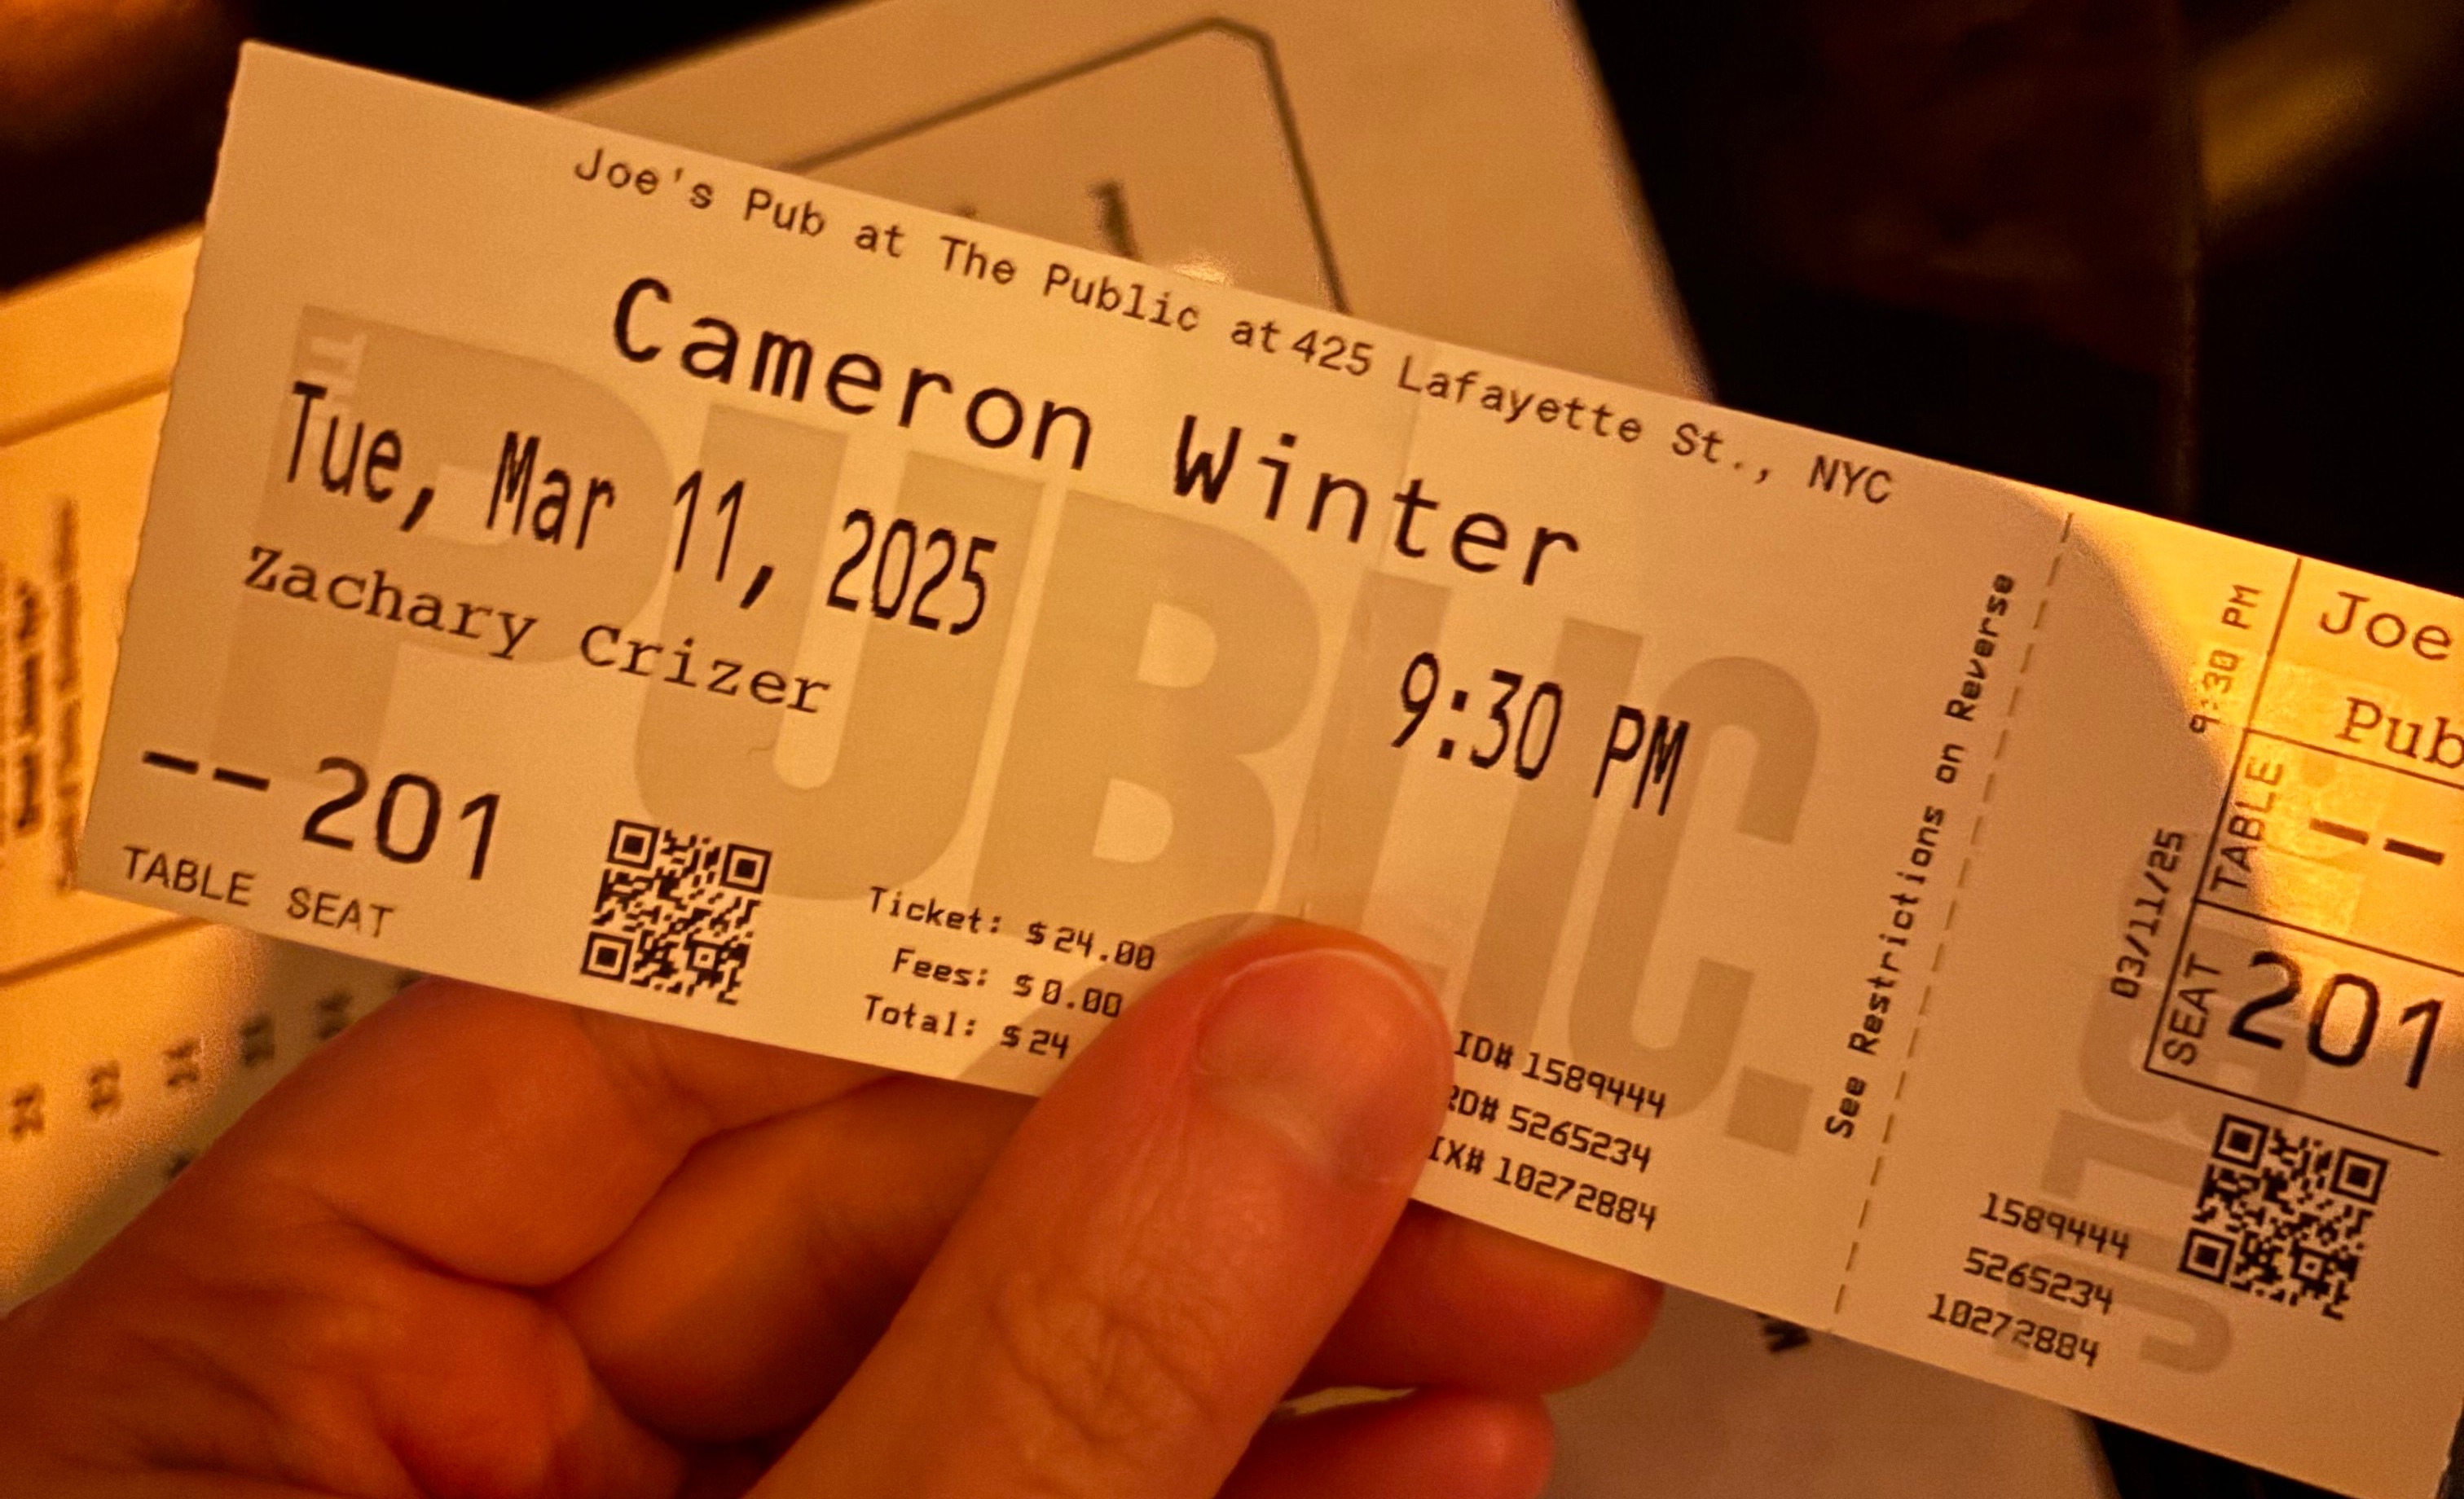 Joe's Pub at The Public at 425 Lafayette St., NYC
Cameron Winter
Tue, Mar 11, 2025
9:30 PM
Zachary Crizer
-- 201
TABLE SEAT
Ticket: $24.00
Fees: $0.00
Total: $24
ID# 1589444
RD# 5265234
IX# 10272884
PUBLIC.
See Restrictions on Reverse
03/11/25
9:30 PM
Joe
Pub
TABLE --
SEAT 201
1589444
5265234
10272884